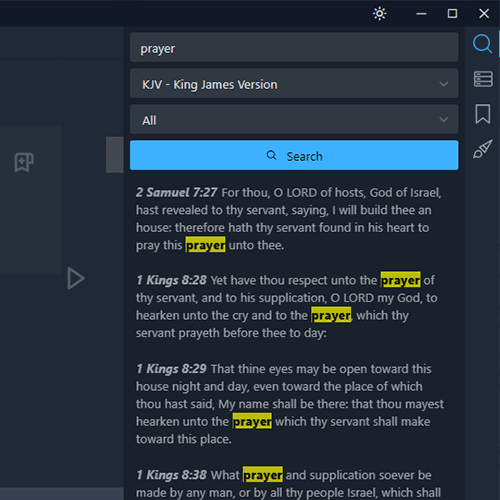 prayer
KJV - King James Version
All
Search
2 Samuel 7:27 For thou, O LORD of hosts, God of Israel,
hast revealed to thy servant, saying, I will build thee an
house: therefore hath thy servant found in his heart to
pray this prayer unto thee.
1 Kings 8:28 Yet have thou respect unto the prayer of
thy servant, and to his supplication, O LORD my God, to
hearken unto the cry and to the prayer, which thy
servant prayeth before thee to day:
1 Kings 8:29 That thine eyes may be open toward this
house night and day, even toward the place of which
thou hast said, My name shall be there: that thou mayest
hearken unto the prayer which thy servant shall make
toward this place.
1 Kings 8:38 What prayer and supplication soever be
made by any man, or by all thy people Israel, which shall